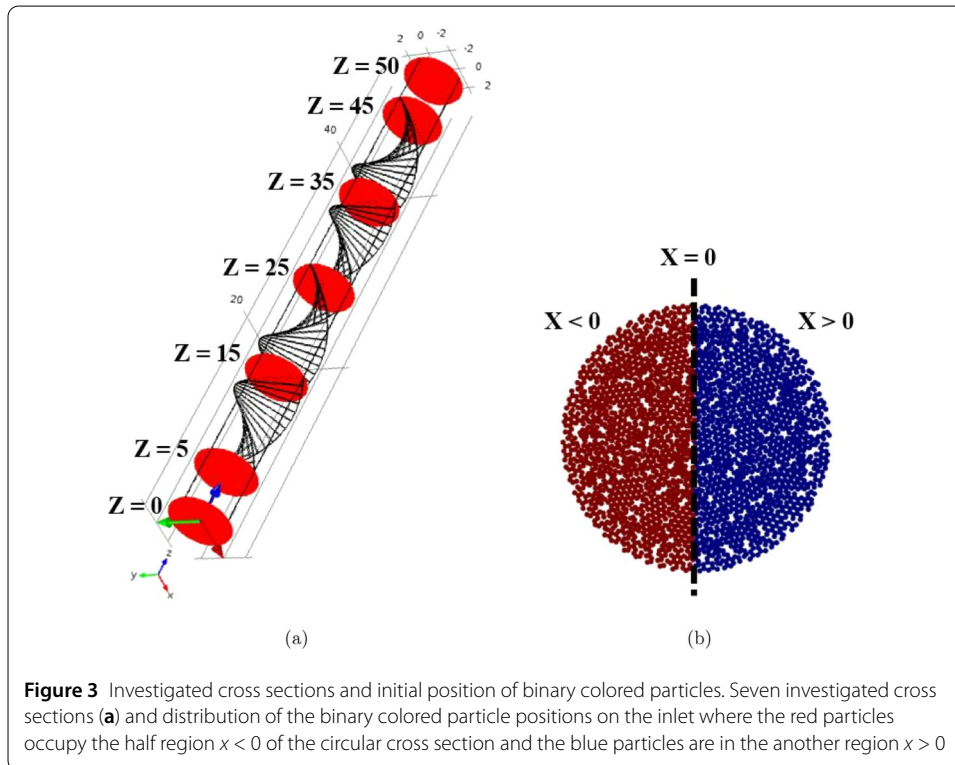 2 0 -2
-2
0
2
Z = 50
Z = 45
40
Z = 35
Z = 25
20
Z = 15
Z = 5
Z = 0
z
y
x
(a)
X = 0
X < 0
X > 0
(b)
Figure 3 Investigated cross sections and initial position of binary colored particles. Seven investigated cross
sections (a) and distribution of the binary colored particle positions on the inlet where the red particles
occupy the half region x < 0 of the circular cross section and the blue particles are in the another region x > 0